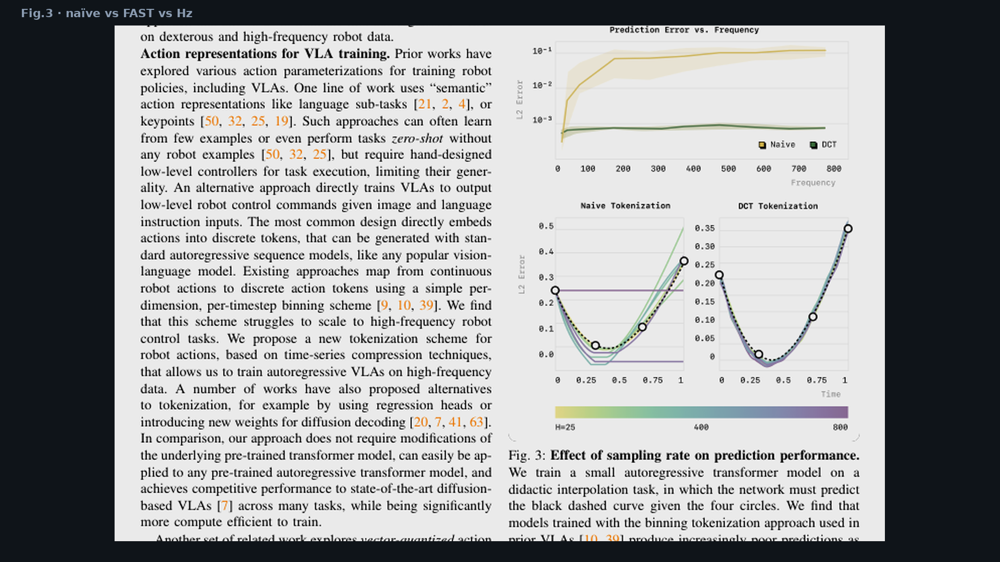 Fig.3 · naïve vs FAST vs Hz
on dexterous and high-frequency robot data.
Action representations for VLA training. Prior works have
explored various action parameterizations for training robot
policies, including VLAs. One line of work uses “semantic”
action representations like language sub-tasks [21, 2, 4], or
keypoints [50, 32, 25, 19]. Such approaches can often learn
from few examples or even perform tasks zero-shot without
any robot examples [50, 32, 25], but require hand-designed
low-level controllers for task execution, limiting their gener-
ality. An alternative approach directly trains VLAs to output
low-level robot control commands given image and language
instruction inputs. The most common design directly embeds
actions into discrete tokens, that can be generated with stan-
dard autoregressive sequence models, like any popular vision-
language model. Existing approaches map from continuous
robot actions to discrete action tokens using a simple per-
dimension, per-timestep binning scheme [9, 10, 39]. We find
that this scheme struggles to scale to high-frequency robot
control tasks. We propose a new tokenization scheme for
robot actions, based on time-series compression techniques,
that allows us to train autoregressive VLAs on high-frequency
data. A number of works have also proposed alternatives
to tokenization, for example by using regression heads or
introducing new weights for diffusion decoding [20, 7, 41, 63].
In comparison, our approach does not require modifications of
the underlying pre-trained transformer model, can easily be ap-
plied to any pre-trained autoregressive transformer model, and
achieves competitive performance to state-of-the-art diffusion-
based VLAs [7] across many tasks, while being significantly
more compute efficient to train.
Another set of related work explores vector-quantized action
Prediction Error vs. Frequency
L2 Error
10⁻¹
10⁻²
10⁻³
Naive DCT
0 100 200 300 400 500 600 700 800
Frequency
Naive Tokenization
L2 Error
0.5
0.4
0.3
0.2
0.1
0.0
0 0.25 0.5 0.75 1
DCT Tokenization
0.35
0.30
0.25
0.20
0.15
0.10
0.05
0
0 0.25 0.5 0.75 1
Time
H=25 400 800
Fig. 3: Effect of sampling rate on prediction performance.
We train a small autoregressive transformer model on a
didactic interpolation task, in which the network must predict
the black dashed curve given the four circles. We find that
models trained with the binning tokenization approach used in
prior VLAs [10, 39] produce increasingly poor predictions as